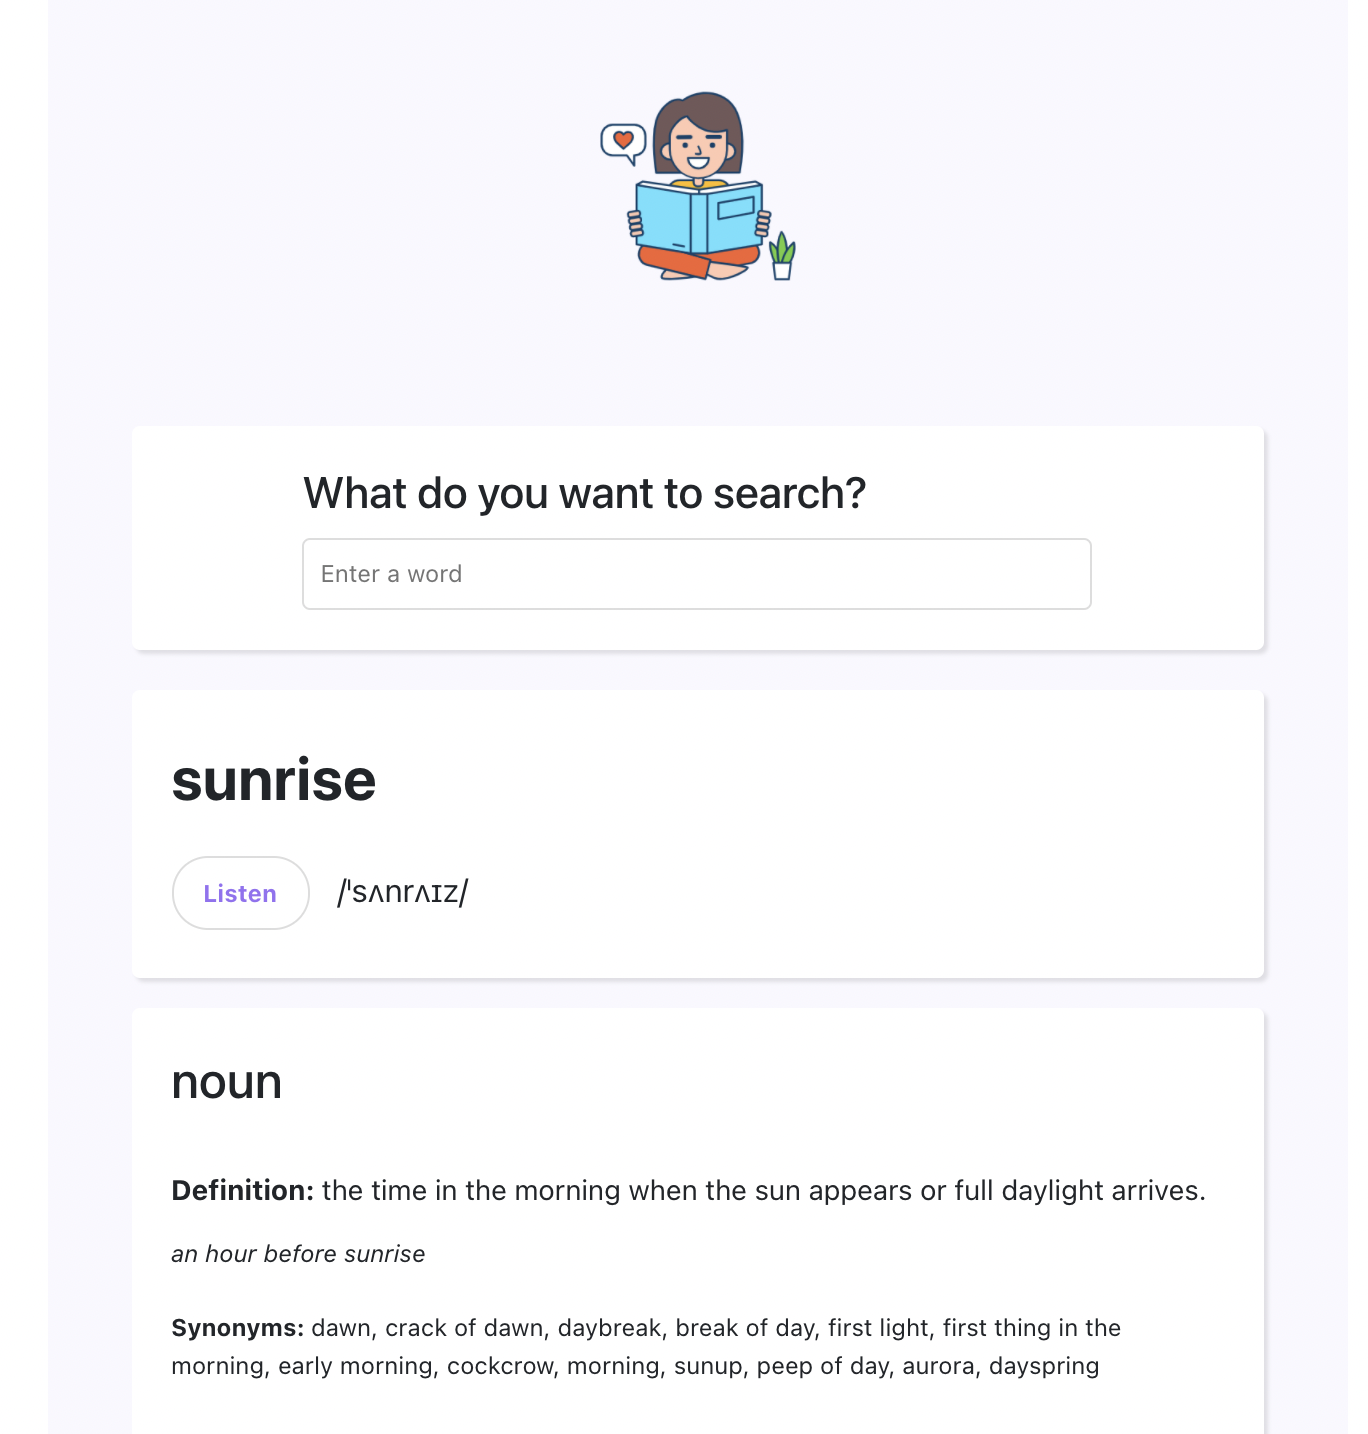 What do you want to search?
Enter a word
sunrise
Listen /ˈsʌnrʌɪz/
noun
Definition: the time in the morning when the sun appears or full daylight arrives.
an hour before sunrise
Synonyms: dawn, crack of dawn, daybreak, break of day, first light, first thing in the
morning, early morning, cockcrow, morning, sunup, peep of day, aurora, dayspring